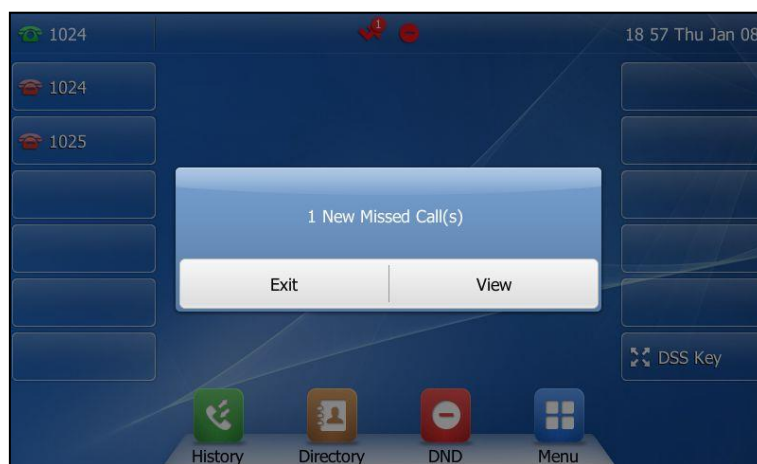 1024
1
18 57 Thu Jan 08
1024
1025
1 New Missed Call(s)
Exit
View
DSS Key
History
Directory
DND
Menu